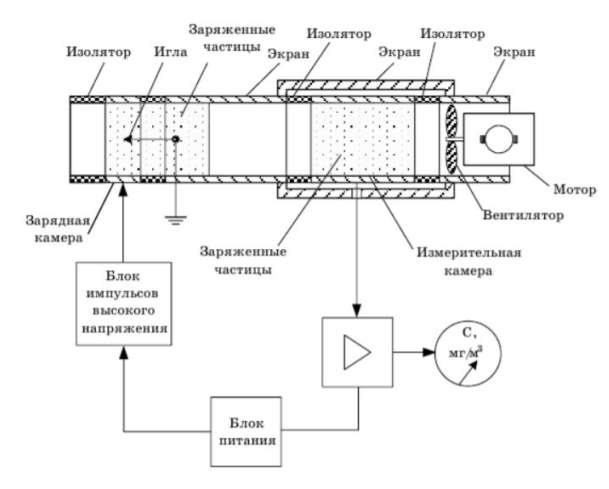 Заряженные
частицы
Изолятор
Игла
Экран
Изолятор
Экран
Изолятор
Экран
Мотор
Вентилятор
Зарядная
камера
Заряженные
частицы
Измерительная
камера
Блок
импульсов
высокого
напряжения
С,
мг/м³
Блок
питания